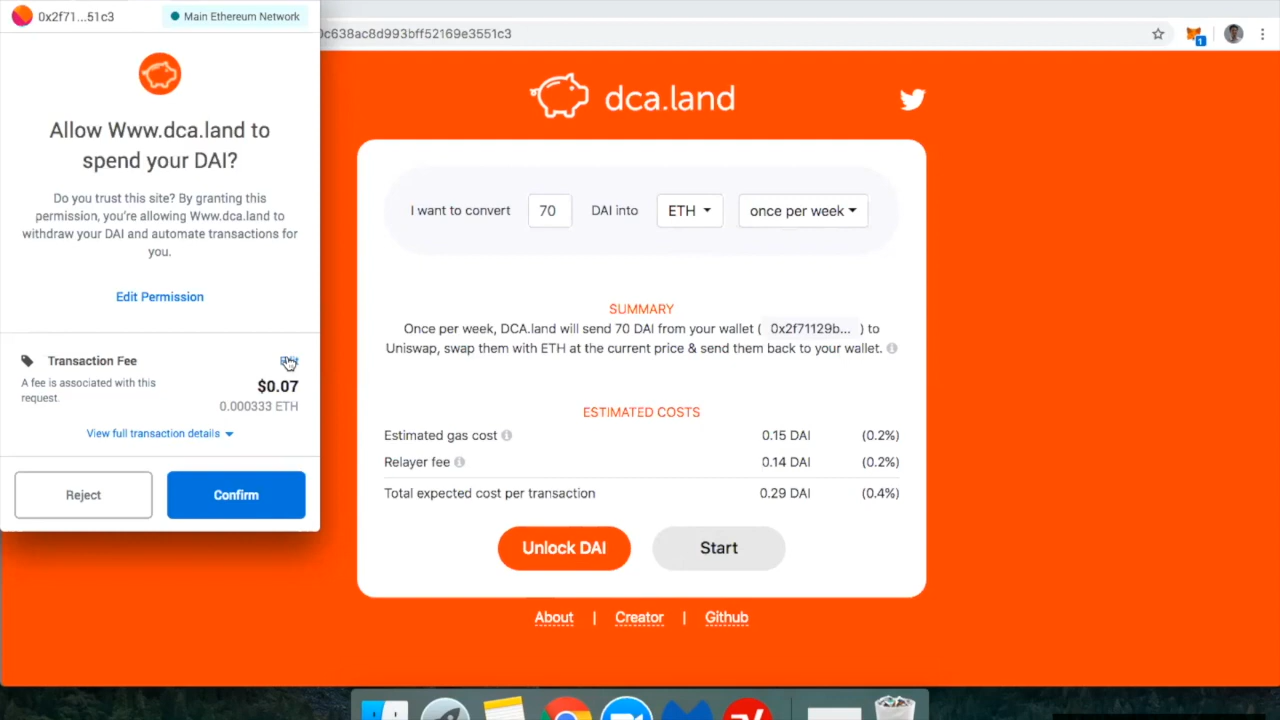 0x2f71...51c3
Main Ethereum Network
0c638ac8d993bff52169e3551c3
1
Allow Www.dca.land to
spend your DAI?
Do you trust this site? By granting this
permission, you're allowing Www.dca.land to
withdraw your DAI and automate transactions for
you.
Edit Permission
Transaction Fee
A fee is associated with this
request.
$0.07
0.000333 ETH
View full transaction details
Reject
Confirm
dca.land
I want to convert 70 DAI into ETH once per week
SUMMARY
Once per week, DCA.land will send 70 DAI from your wallet ( 0x2f71129b... ) to
Uniswap, swap them with ETH at the current price & send them back to your wallet.
ESTIMATED COSTS
Estimated gas cost 0.15 DAI (0.2%)
Relayer fee 0.14 DAI (0.2%)
Total expected cost per transaction 0.29 DAI (0.4%)
Unlock DAI
Start
About | Creator | Github